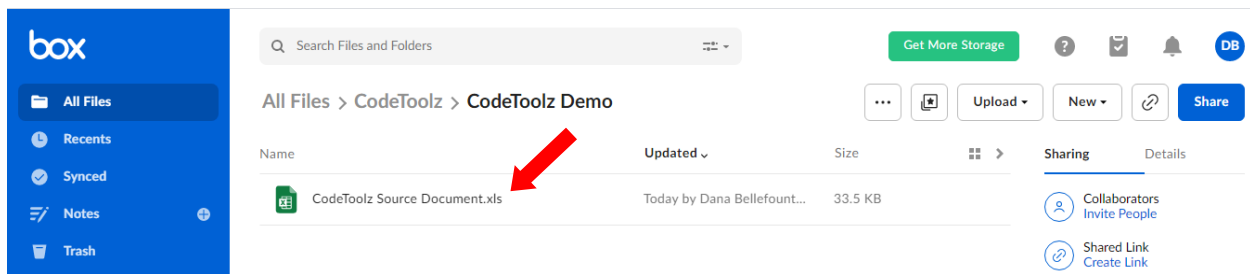 box
Search Files and Folders
Get More Storage
?
DB
All Files
Recents
Synced
Notes
Trash
All Files > CodeToolz > CodeToolz Demo
Upload
New
Share
Name
Updated
Size
CodeToolz Source Document.xls
Today by Dana Bellefount...
33.5 KB
Sharing
Details
Collaborators
Invite People
Shared Link
Create Link